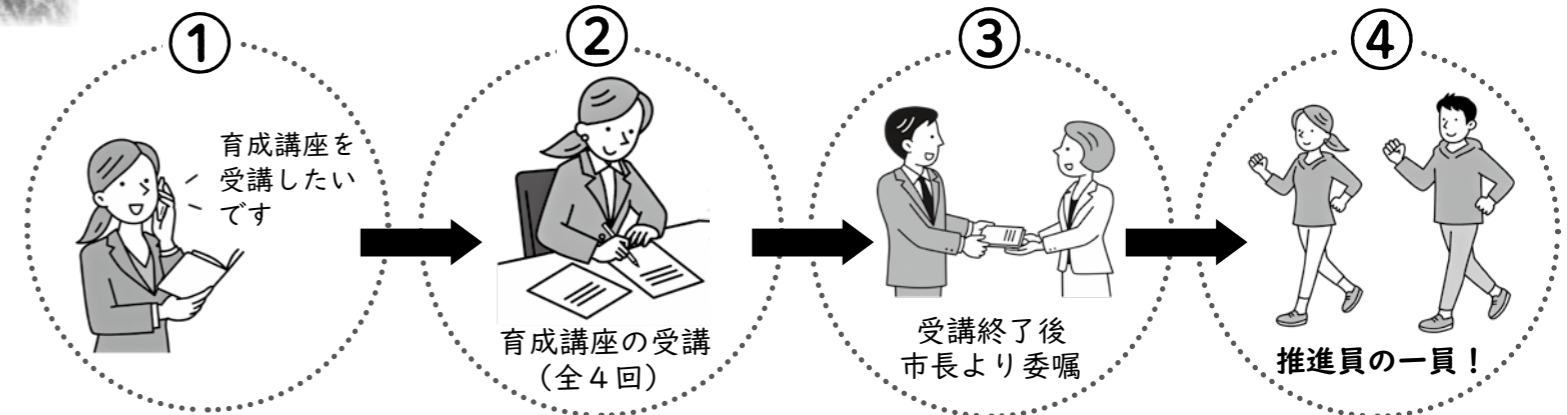 ①
育成講座を
受講したい
です
②
育成講座の受講
（全４回）
③
受講終了後
市長より委嘱
④
推進員の一員！